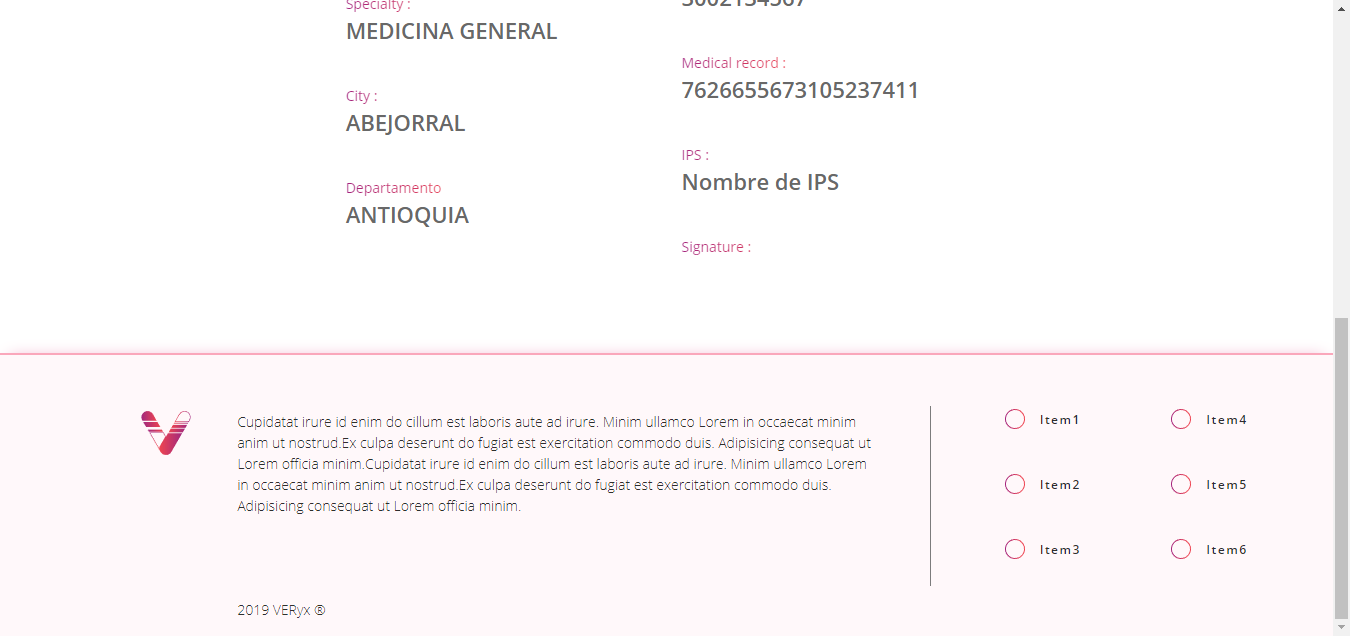 Specialty :
MEDICINA GENERAL
City :
ABEJORRAL
Departamento
ANTIOQUIA
3002134567
Medical record :
7626655673105237411
IPS :
Nombre de IPS
Signature :
Cupidatat irure id enim do cillum est laboris aute ad irure. Minim ullamco Lorem in occaecat minim
anim ut nostrud.Ex culpa deserunt do fugiat est exercitation commodo duis. Adipisicing consequat ut
Lorem officia minim.Cupidatat irure id enim do cillum est laboris aute ad irure. Minim ullamco Lorem
in occaecat minim anim ut nostrud.Ex culpa deserunt do fugiat est exercitation commodo duis.
Adipisicing consequat ut Lorem officia minim.
2019 VERyx ®
Item1
Item2
Item3
Item4
Item5
Item6